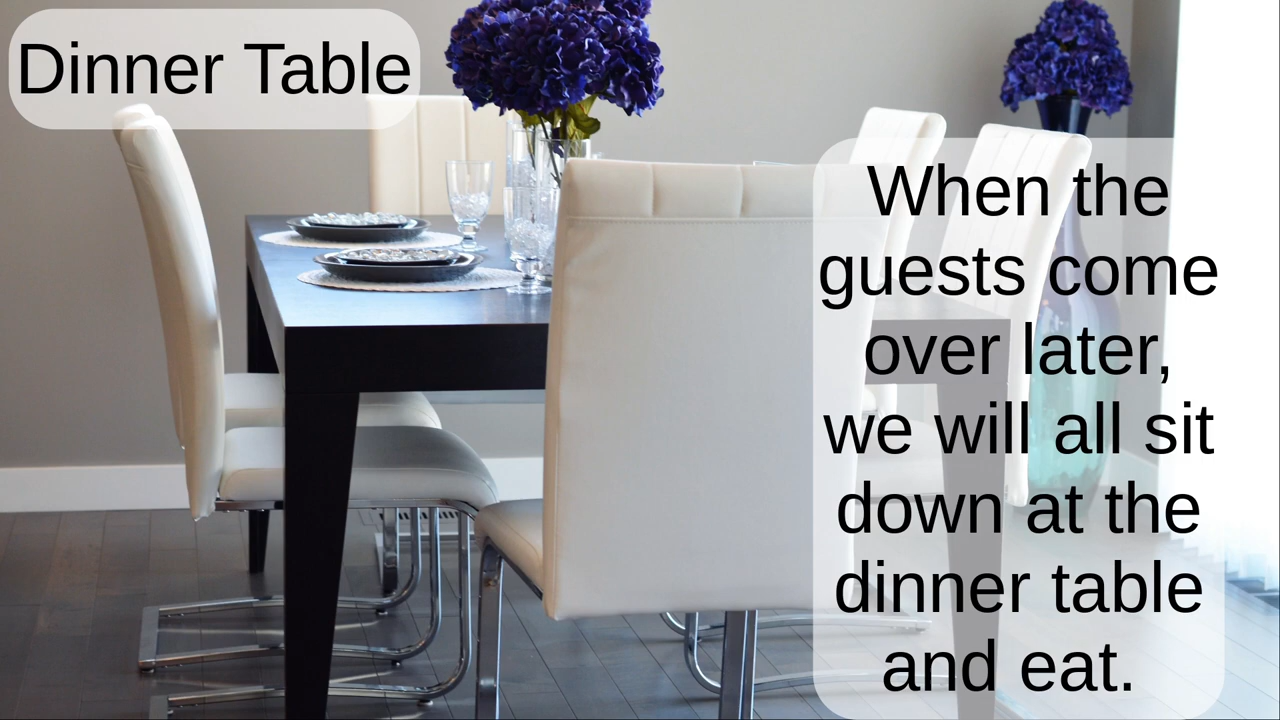 Dinner Table
When the
guests come
over later,
we will all sit
down at the
dinner table
and eat.